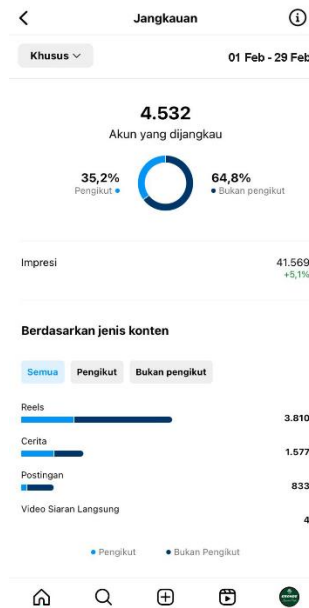 Jangkauan
Khusus
01 Feb - 29 Feb
4.532
Akun yang dijangkau
35,2%
Pengikut
64,8%
Bukan pengikut
Impresi
41.569
+5,1%
Berdasarkan jenis konten
Semua Pengikut Bukan pengikut
Reels
3.810
Cerita
1.577
Postingan
833
Video Siaran Langsung
4
Pengikut Bukan Pengikut